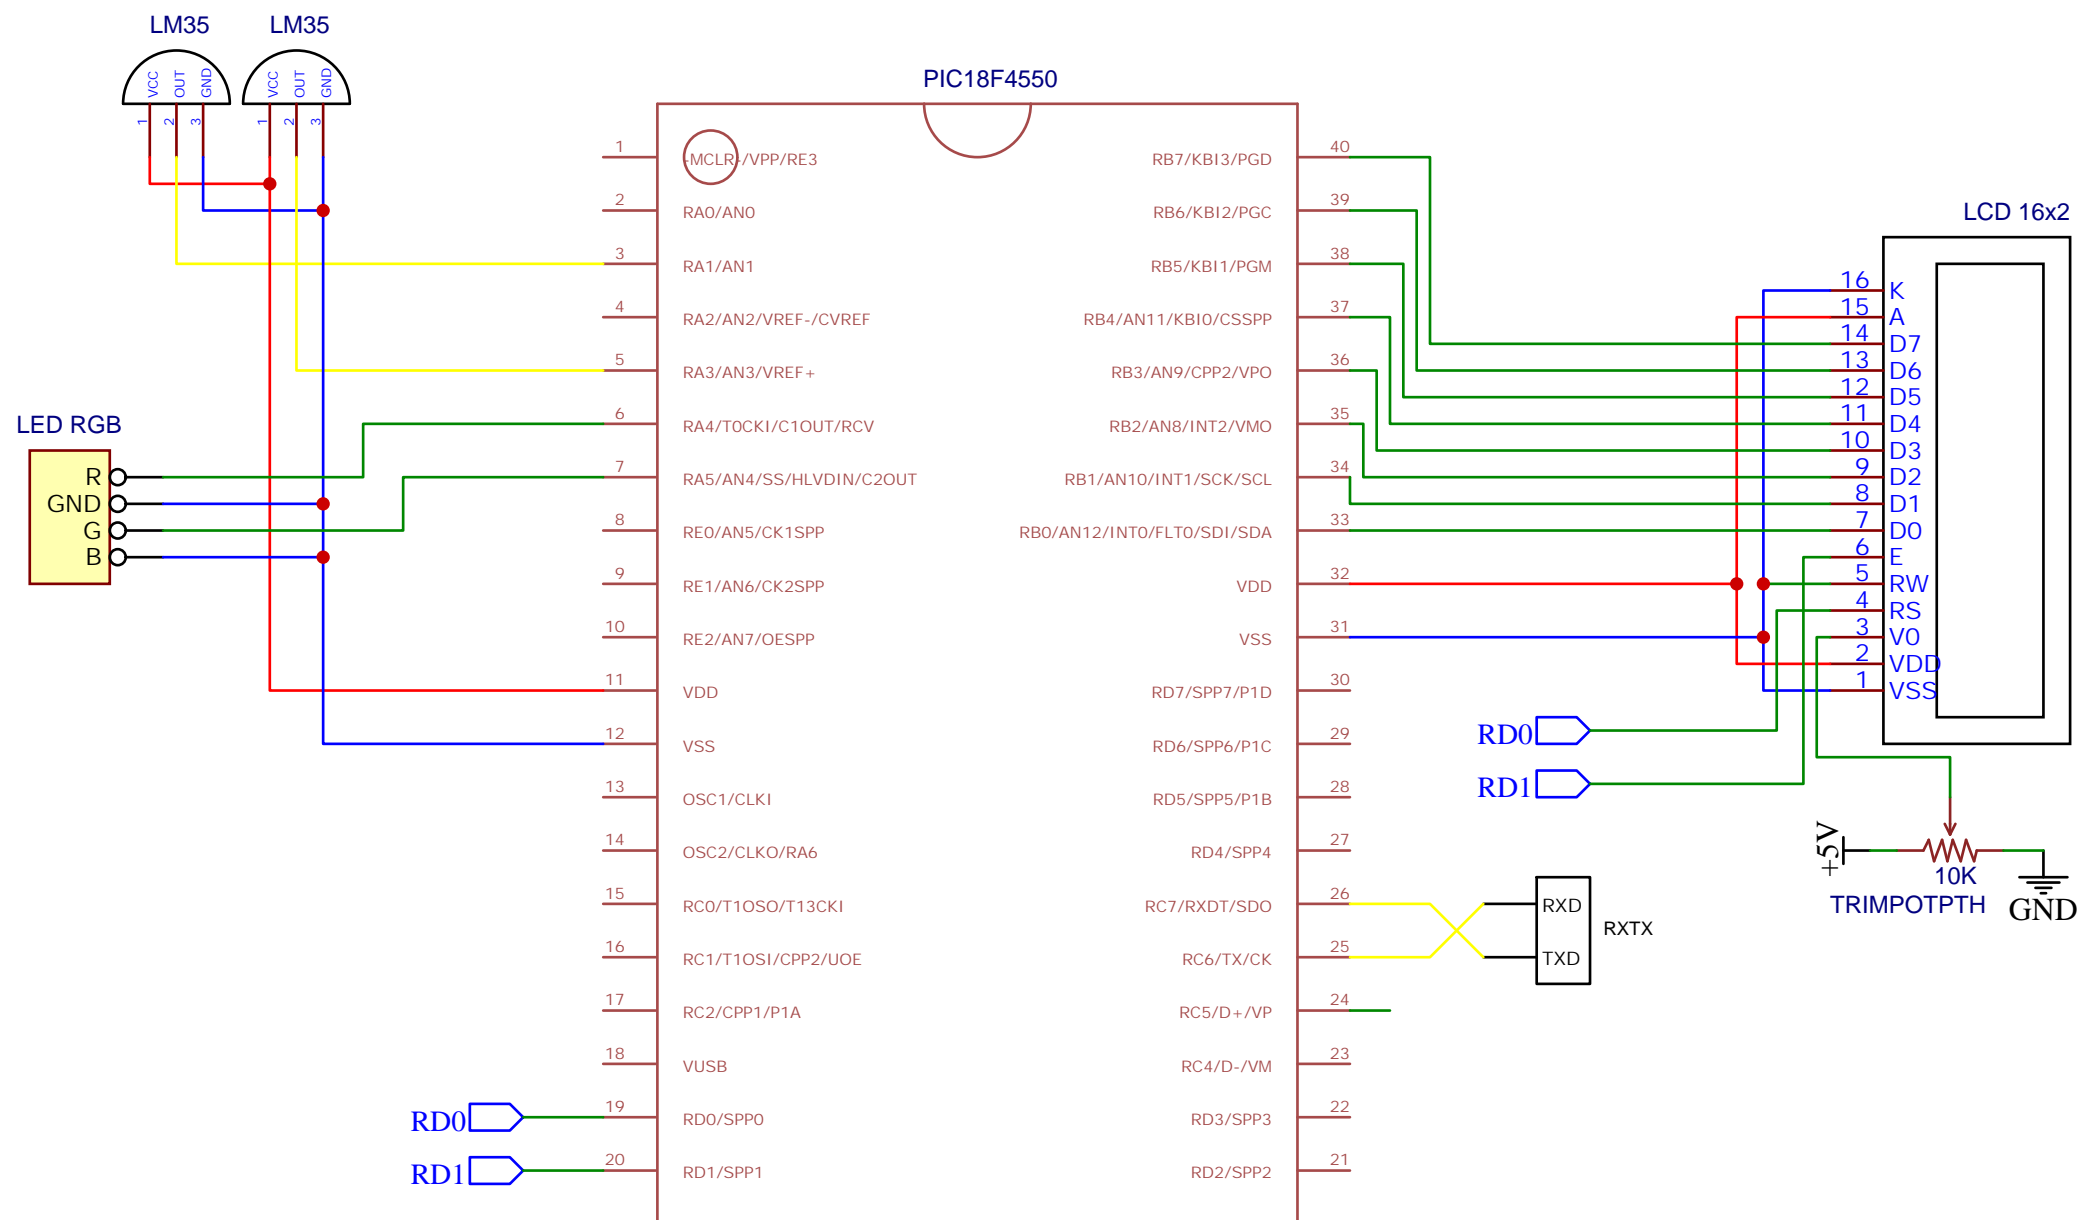 LM35
LM35
VCC
OUT
GND
VCC
OUT
GND
1
2
3
1
2
3
PIC18F4550
1
-MCLR-/VPP/RE3
2
RA0/AN0
3
RA1/AN1
4
RA2/AN2/VREF-/CVREF
5
RA3/AN3/VREF+
6
RA4/T0CKI/C1OUT/RCV
7
RA5/AN4/SS/HLVDIN/C2OUT
8
RE0/AN5/CK1SPP
9
RE1/AN6/CK2SPP
10
RE2/AN7/OESPP
11
VDD
12
VSS
13
OSC1/CLKI
14
OSC2/CLKO/RA6
15
RC0/T1OSO/T13CKI
16
RC1/T1OSI/CPP2/UOE
17
RC2/CPP1/P1A
18
VUSB
19
RD0/SPP0
20
RD1/SPP1
40
RB7/KBI3/PGD
39
RB6/KBI2/PGC
38
RB5/KBI1/PGM
37
RB4/AN11/KBI0/CSSPP
36
RB3/AN9/CPP2/VPO
35
RB2/AN8/INT2/VMO
34
RB1/AN10/INT1/SCK/SCL
33
RB0/AN12/INT0/FLT0/SDI/SDA
32
VDD
31
VSS
30
RD7/SPP7/P1D
29
RD6/SPP6/P1C
28
RD5/SPP5/P1B
27
RD4/SPP4
26
RC7/RXDT/SDO
25
RC6/TX/CK
24
RC5/D+/VP
23
RC4/D-/VM
22
RD3/SPP3
21
RD2/SPP2
LED RGB
R
GND
G
B
RD0
RD1
LCD 16x2
16 K
15 A
14 D7
13 D6
12 D5
11 D4
10 D3
9 D2
8 D1
7 D0
6 E
5 RW
4 RS
3 V0
2 VDD
1 VSS
RD0
RD1
+5V
10K
TRIMPOTPTH
GND
RXD
TXD
RXTX